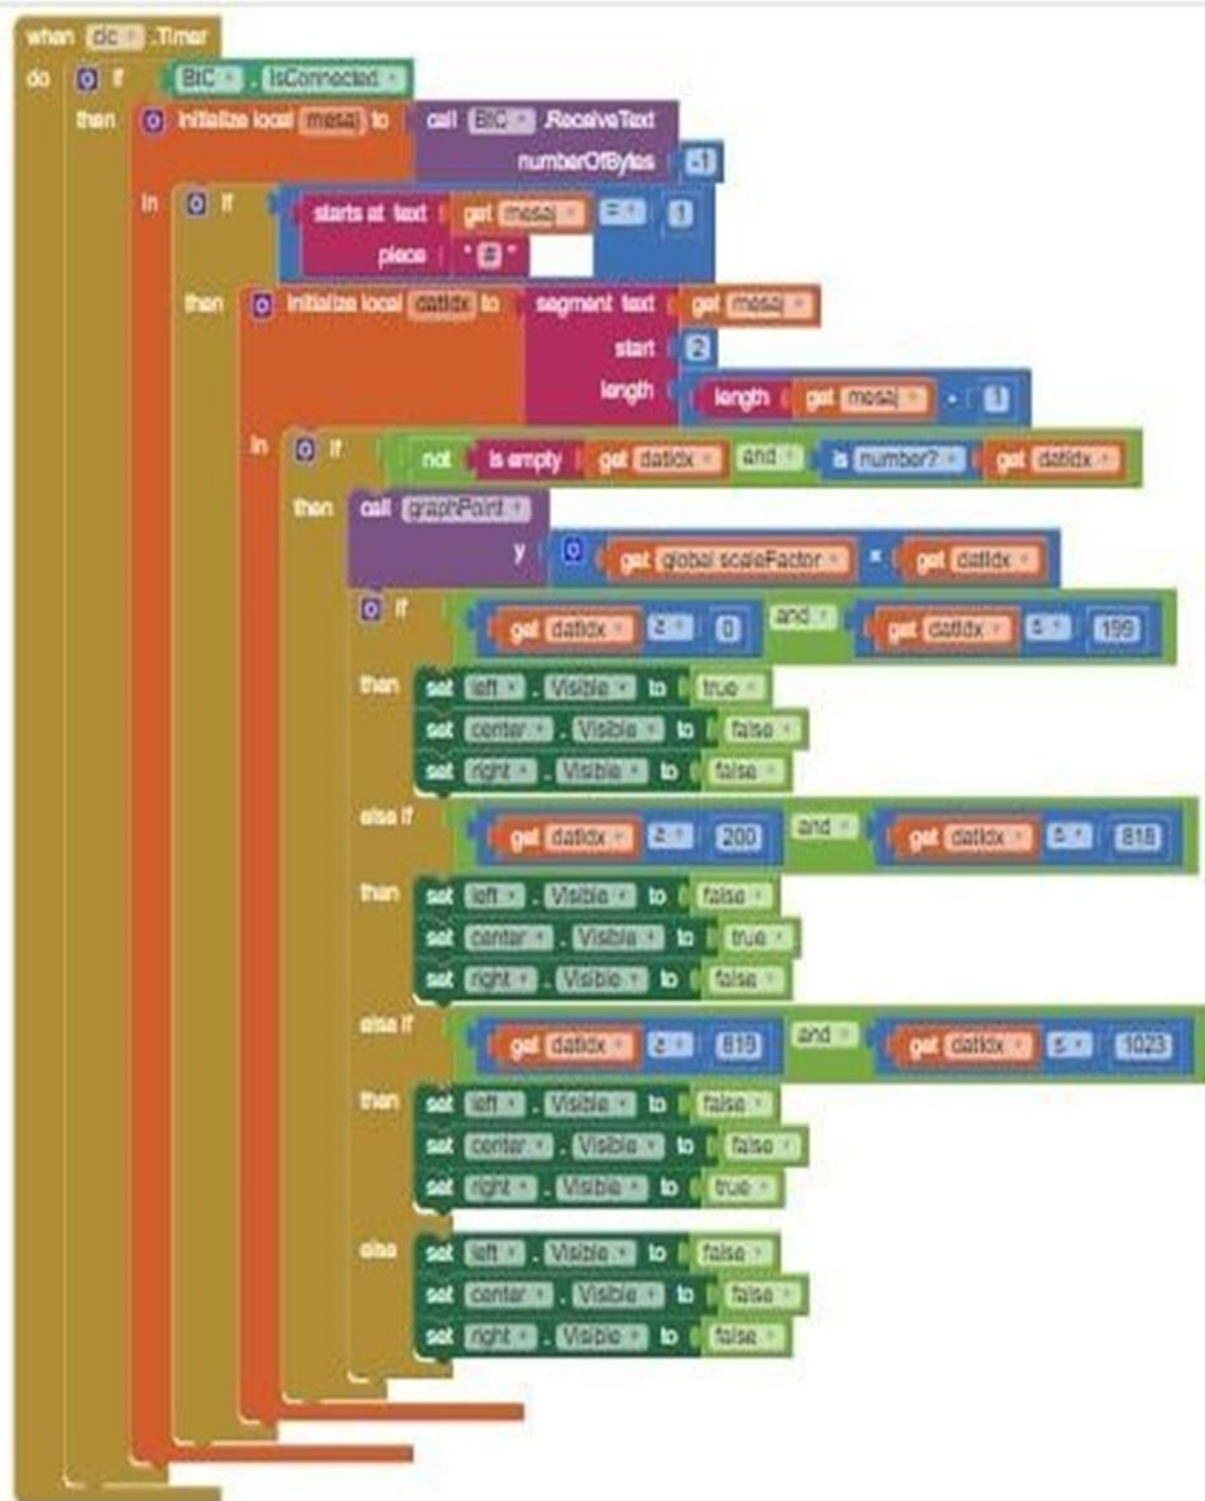 when clc .Timer
do if BtC . IsConnected
then initialize local mesaj to call BtC .ReceiveText
numberOfBytes -1
in if starts at text get mesaj = 1
piece "#"
then initialize local datIdx to segment text get mesaj
start 2
length length get mesaj - 1
in if not is empty get datIdx and is number? get datIdx
then call graphPoint
y get global scaleFactor × get datIdx
if get datIdx ≥ 0 and get datIdx ≤ 199
then set left . Visible to true
set center . Visible to false
set right . Visible to false
else if get datIdx ≥ 200 and get datIdx ≤ 818
then set left . Visible to false
set center . Visible to true
set right . Visible to false
else if get datIdx ≥ 819 and get datIdx ≤ 1023
then set left . Visible to false
set center . Visible to false
set right . Visible to true
else set left . Visible to false
set center . Visible to false
set right . Visible to false